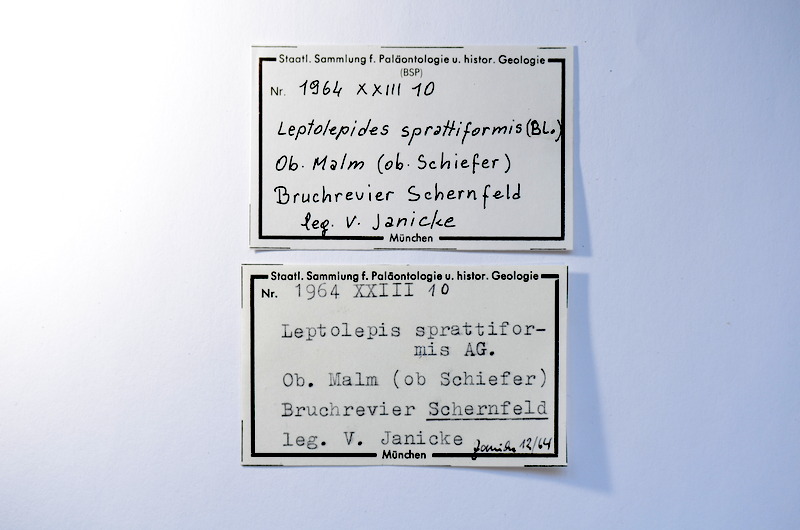 Staatl. Sammlung f. Paläontologie u. histor. Geologie
(BSP)
Nr. 1964 XXIII 10
Leptolepides sprattiformis (BL.)
Ob. Malm (ob. Schiefer)
Bruchrevier Schernfeld
leg. V. Janicke
München
Staatl. Sammlung f. Paläontologie u. histor. Geologie
Nr. 1964 XXIII 10
Leptolepis sprattifor-
mis AG.
Ob. Malm (ob Schiefer)
Bruchrevier Schernfeld
leg. V. Janicke 12/64
München